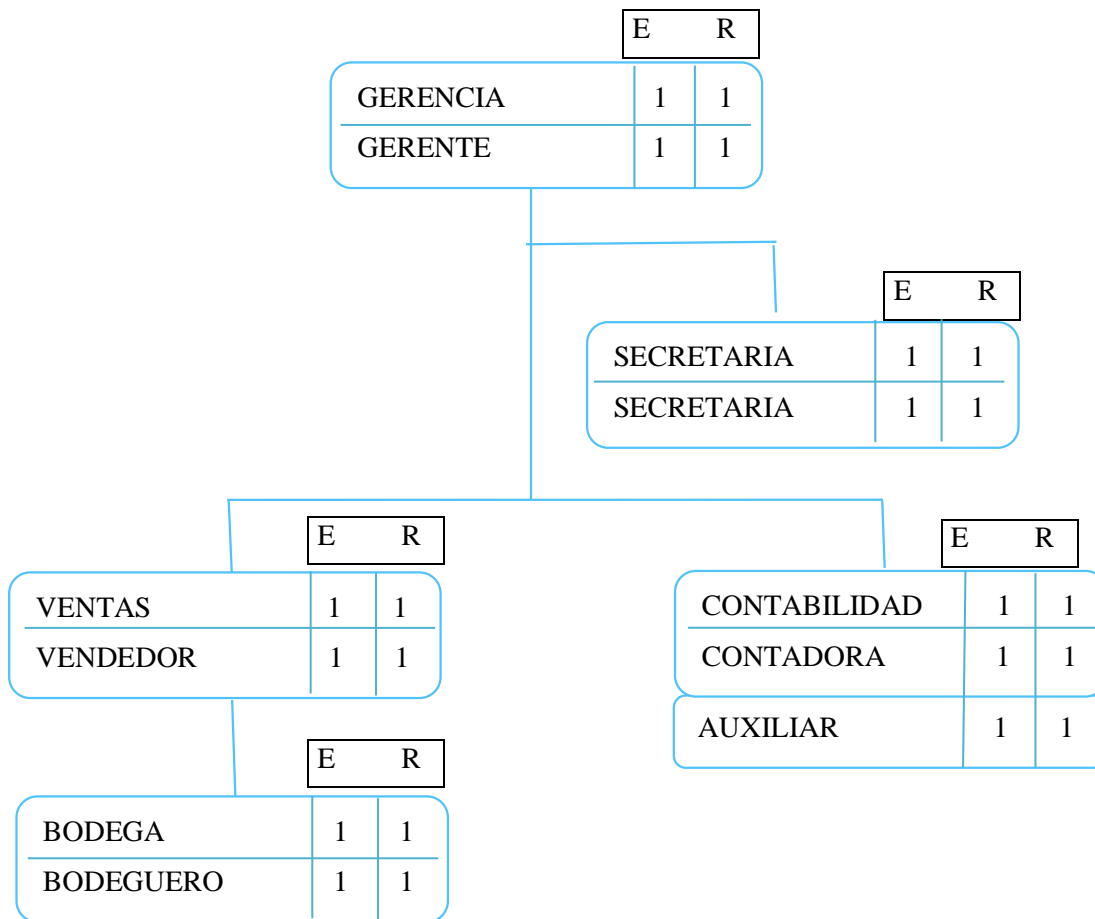 E R
GERENCIA 1 1
GERENTE 1 1
E R
SECRETARIA 1 1
SECRETARIA 1 1
E R
VENTAS 1 1
VENDEDOR 1 1
E R
CONTABILIDAD 1 1
CONTADORA 1 1
AUXILIAR 1 1
E R
BODEGA 1 1
BODEGUERO 1 1